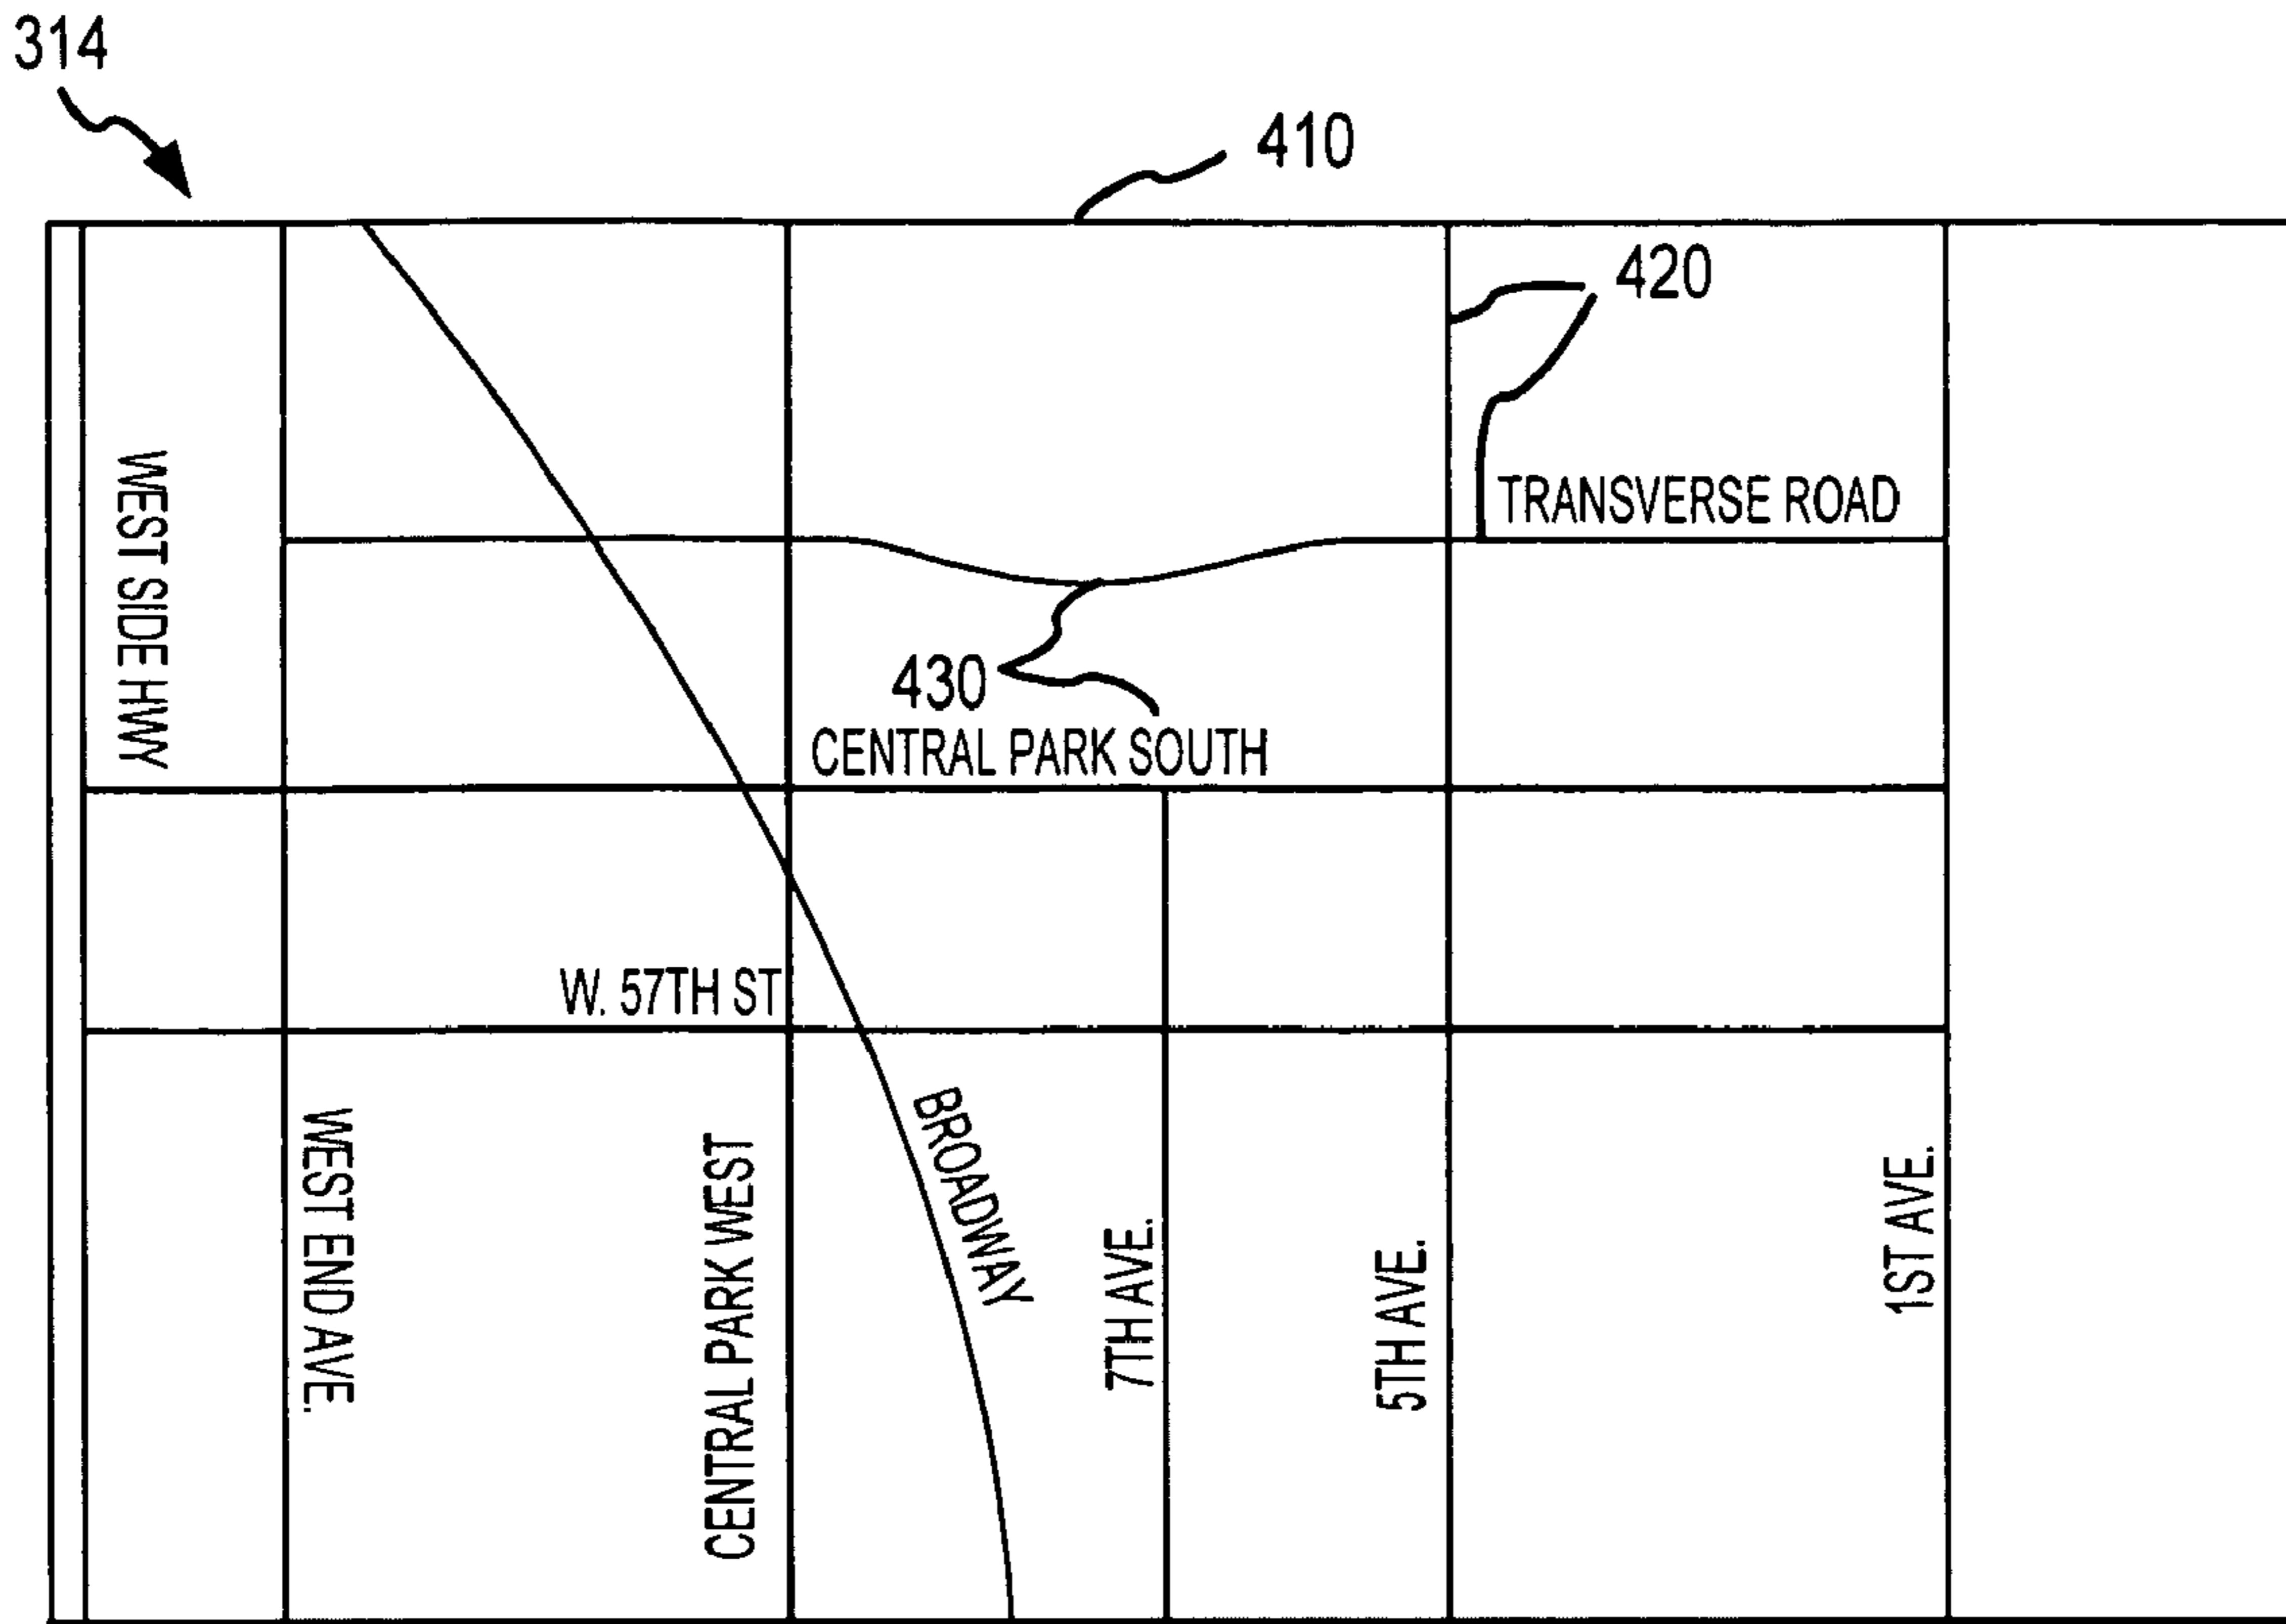 314
410
420
WEST SIDE HWY
TRANSVERSE ROAD
430
CENTRAL PARK SOUTH
W. 57TH ST
WEST END AVE.
CENTRAL PARK WEST
BROADWAY
7TH AVE.
5TH AVE.
1ST AVE.